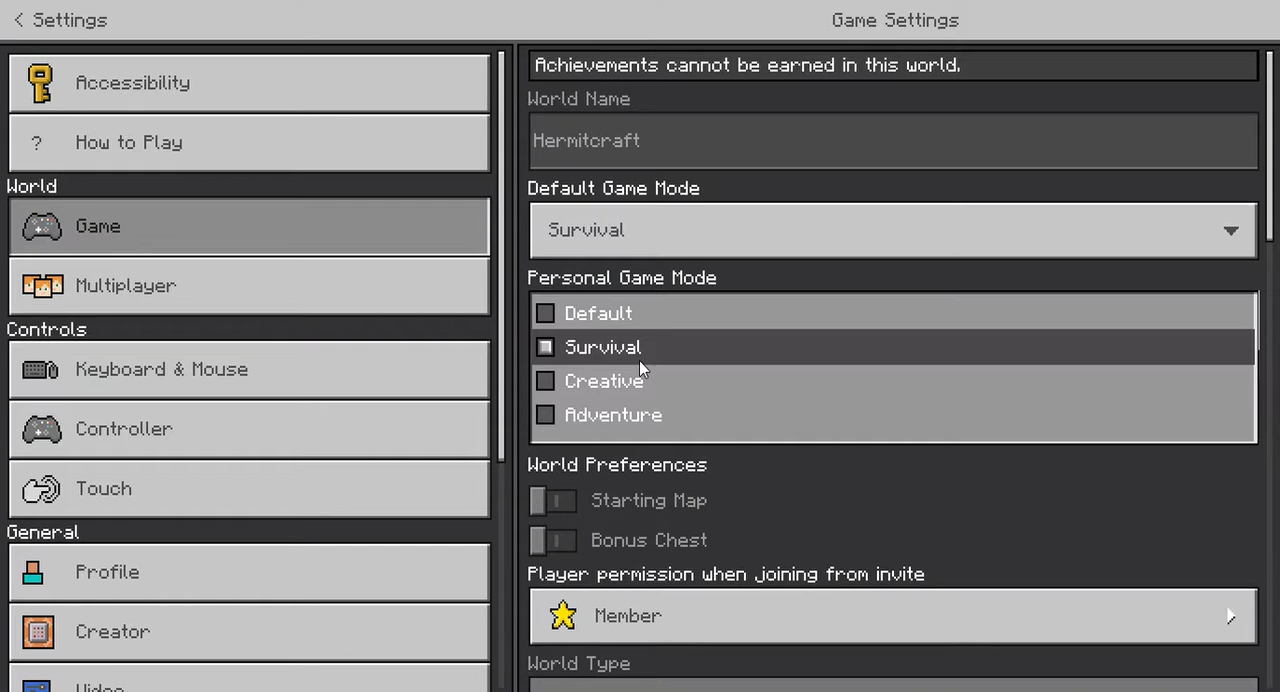 < Settings
Game Settings
Accessibility
? How to Play
World
Game
Multiplayer
Controls
Keyboard & Mouse
Controller
Touch
General
Profile
Creator
Video
Achievements cannot be earned in this world.
World Name
Hermitcraft
Default Game Mode
Survival
Personal Game Mode
Default
Survival
Creative
Adventure
World Preferences
Starting Map
Bonus Chest
Player permission when joining from invite
Member
World Type